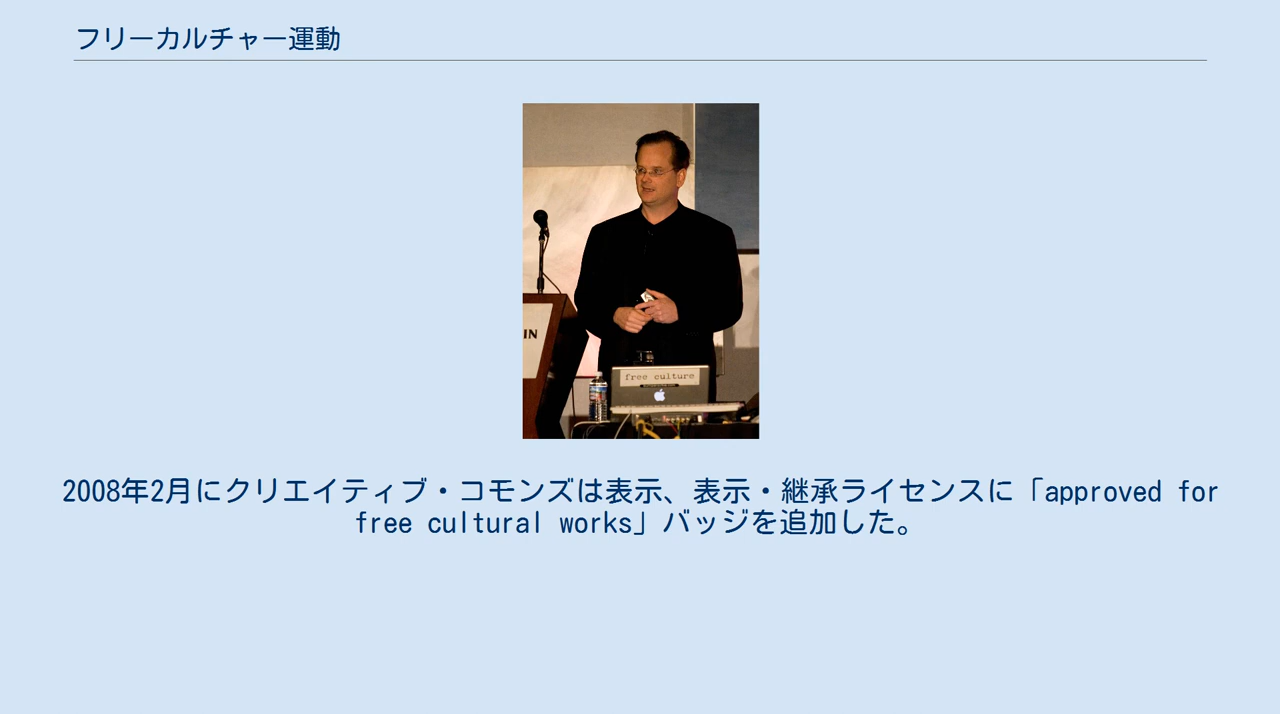 フリーカルチャー運動
IN
free culture
2008年2月にクリエイティブ・コモンズは表示、表示・継承ライセンスに「approved for
free cultural works」バッジを追加した。